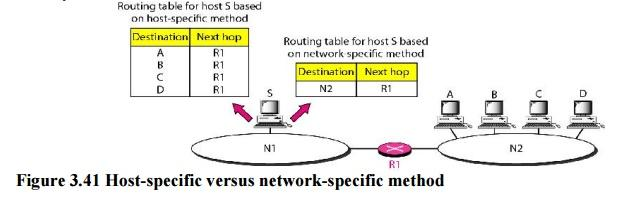 Routing table for host S based
on host-specific method
Destination Next hop
A R1
B R1
C R1
D R1
Routing table for host S based
on network-specific method
Destination Next hop
N2 R1
S
A B C D
N1
R1
N2
Figure 3.41 Host-specific versus network-specific method